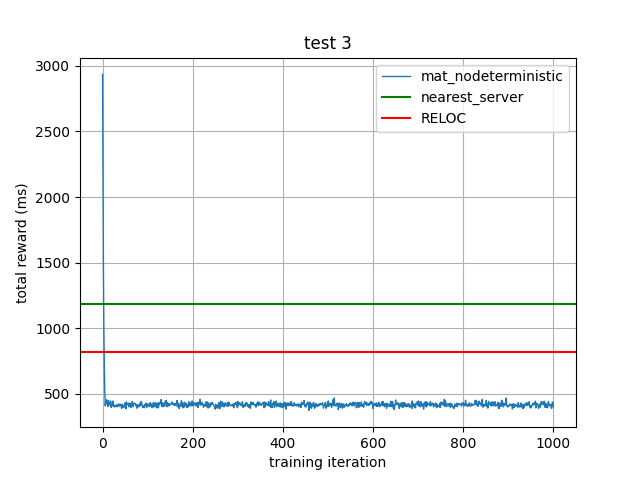 test 3
total reward (ms)
3000
2500
2000
1500
1000
500
mat_nodeterministic
nearest_server
RELOC
0 200 400 600 800 1000
training iteration